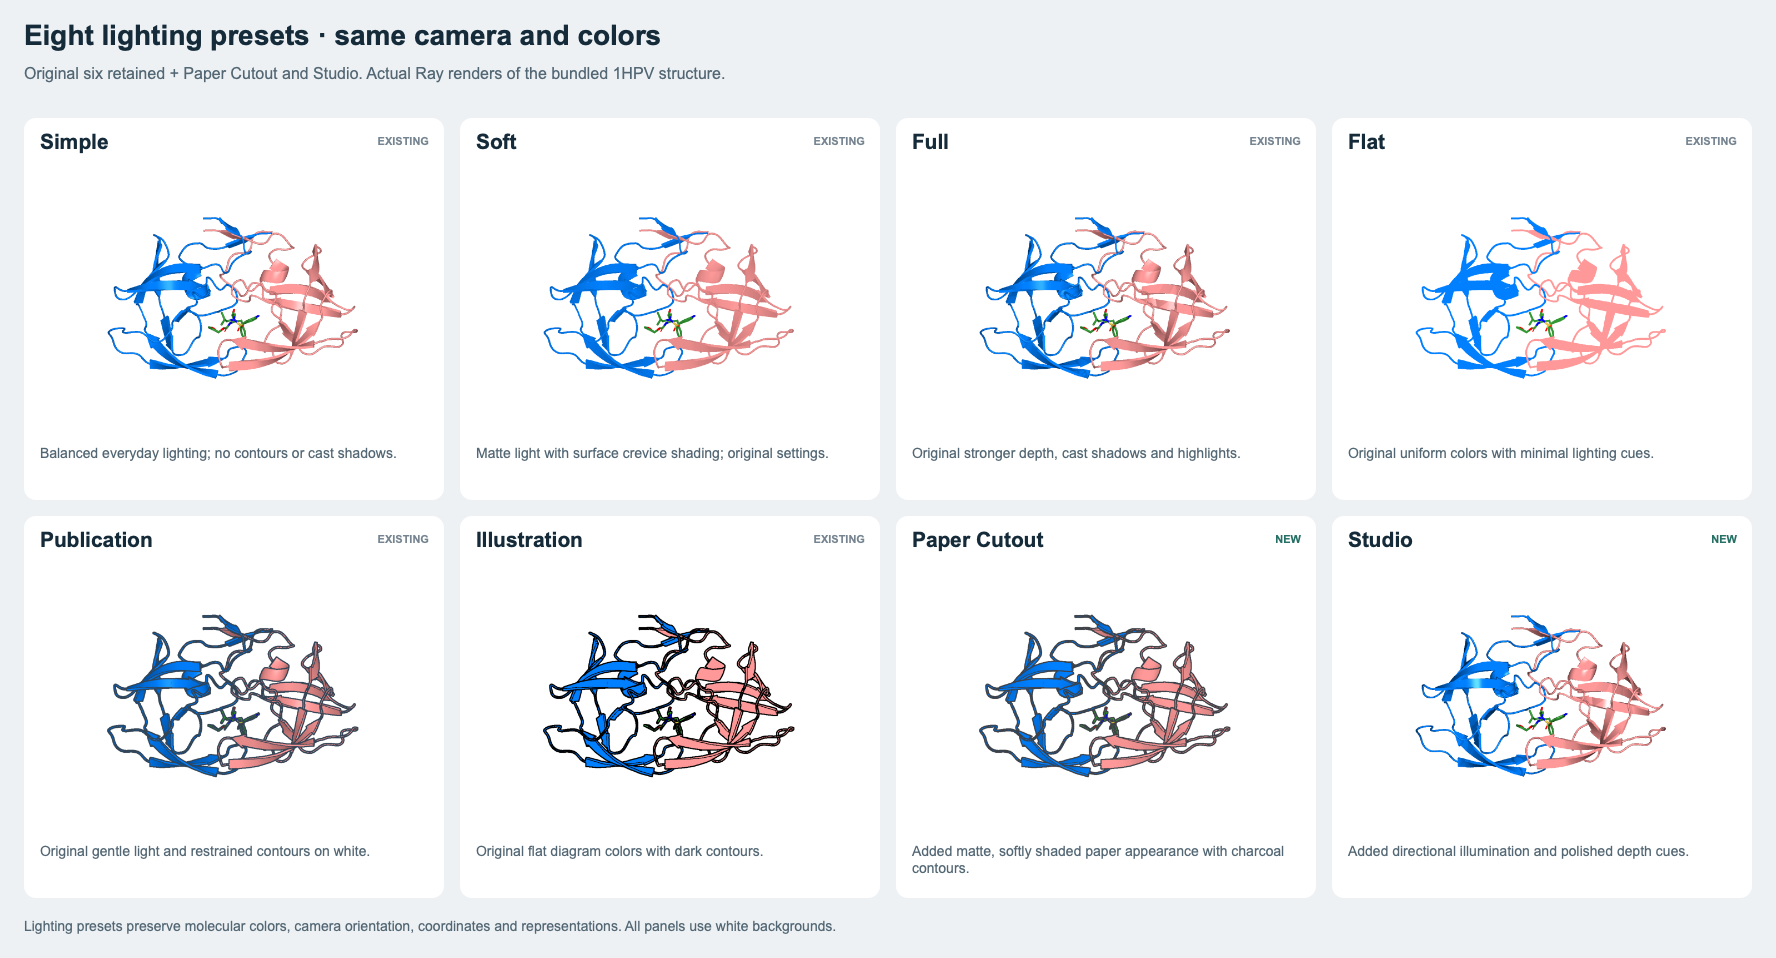 Eight lighting presets · same camera and colors
Original six retained + Paper Cutout and Studio. Actual Ray renders of the bundled 1HPV structure.
Simple
EXISTING
Balanced everyday lighting; no contours or cast shadows.
Soft
EXISTING
Matte light with surface crevice shading; original settings.
Full
EXISTING
Original stronger depth, cast shadows and highlights.
Flat
EXISTING
Original uniform colors with minimal lighting cues.
Publication
EXISTING
Original gentle light and restrained contours on white.
Illustration
EXISTING
Original flat diagram colors with dark contours.
Paper Cutout
NEW
Added matte, softly shaded paper appearance with charcoal
contours.
Studio
NEW
Added directional illumination and polished depth cues.
Lighting presets preserve molecular colors, camera orientation, coordinates and representations. All panels use white backgrounds.